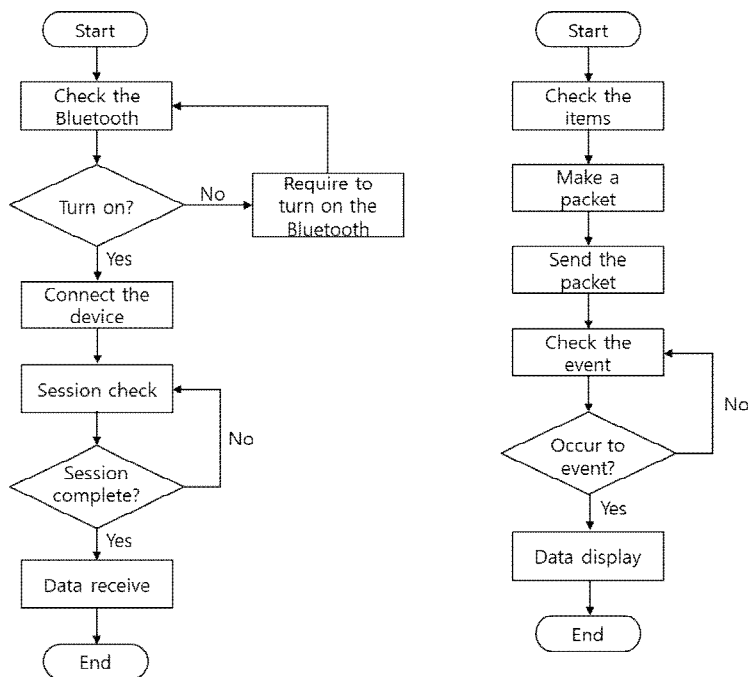 Start
Check the
Bluetooth
Turn on?
No
Require to
turn on the
Bluetooth
Yes
Connect the
device
Session check
No
Session
complete?
Yes
Data receive
End
Start
Check the
items
Make a
packet
Send the
packet
Check the
event
No
Occur to
event?
Yes
Data display
End